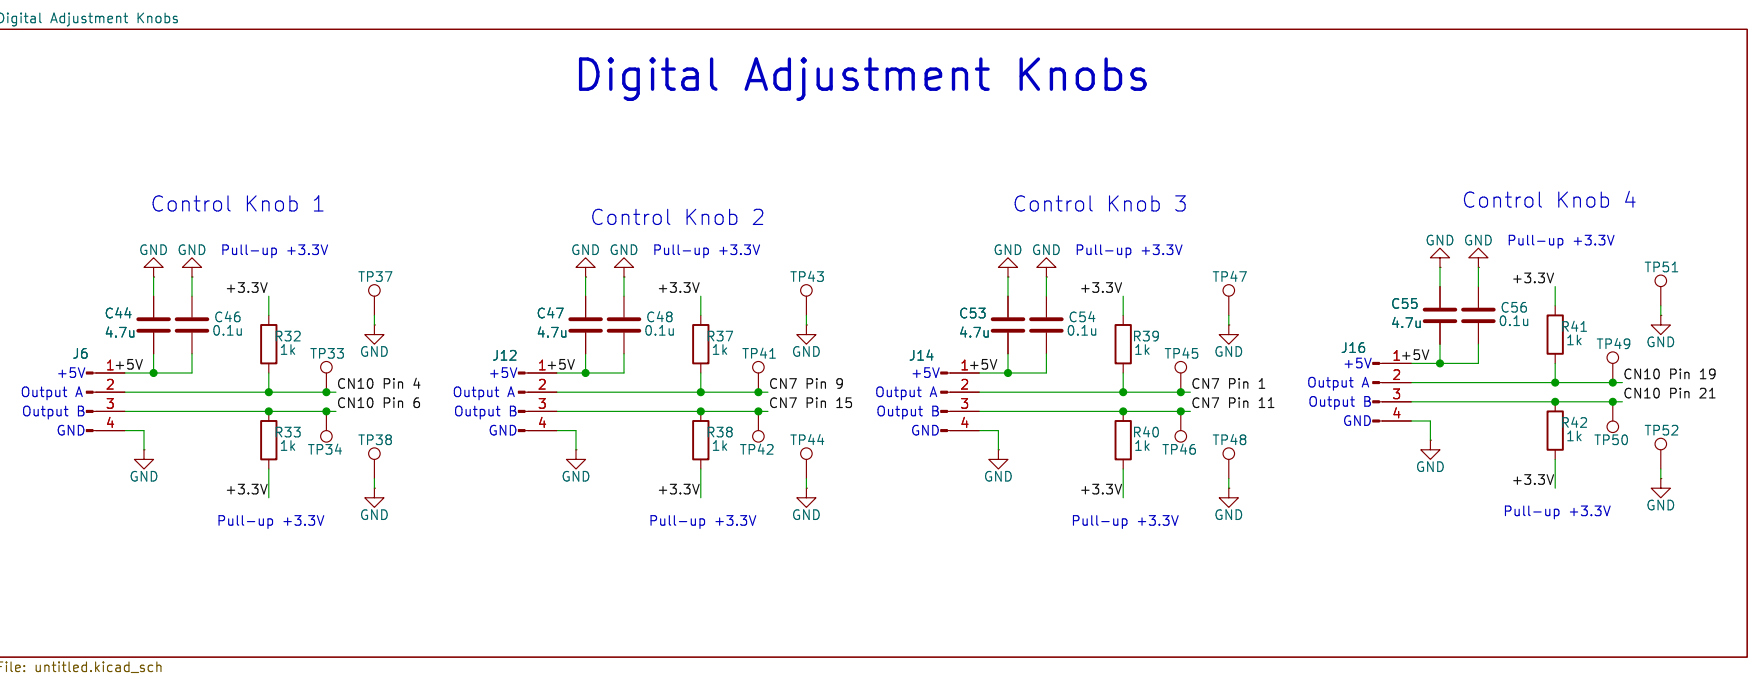 Digital Adjustment Knobs
Digital Adjustment Knobs
Control Knob 1
GND GND Pull-up +3.3V
TP37
+3.3V
C44 C46
4.7u 0.1u
R32
1k
GND
J6
TP33
+5V 1 +5V
Output A 2 CN10 Pin 4
Output B 3 CN10 Pin 6
GND 4
R33
1k
TP34
TP38
GND
+3.3V
GND
Pull-up +3.3V
Control Knob 2
GND GND Pull-up +3.3V
TP43
+3.3V
C47 C48
4.7u 0.1u
R37
1k
GND
J12
TP41
+5V 1 +5V
Output A 2 CN7 Pin 9
Output B 3 CN7 Pin 15
GND 4
R38
1k
TP42
TP44
GND
+3.3V
GND
Pull-up +3.3V
Control Knob 3
GND GND Pull-up +3.3V
TP47
+3.3V
C53 C54
4.7u 0.1u
R39
1k
GND
J14
TP45
+5V 1 +5V
Output A 2 CN7 Pin 1
Output B 3 CN7 Pin 11
GND 4
R40
1k
TP46
TP48
GND
+3.3V
GND
Pull-up +3.3V
Control Knob 4
GND GND Pull-up +3.3V
TP51
+3.3V
C55 C56
4.7u 0.1u
R41
1k
GND
J16
TP49
+5V 1 +5V
Output A 2 CN10 Pin 19
Output B 3 CN10 Pin 21
GND 4
R42
1k
TP50
TP52
GND
+3.3V
GND
Pull-up +3.3V
File: untitled.kicad_sch